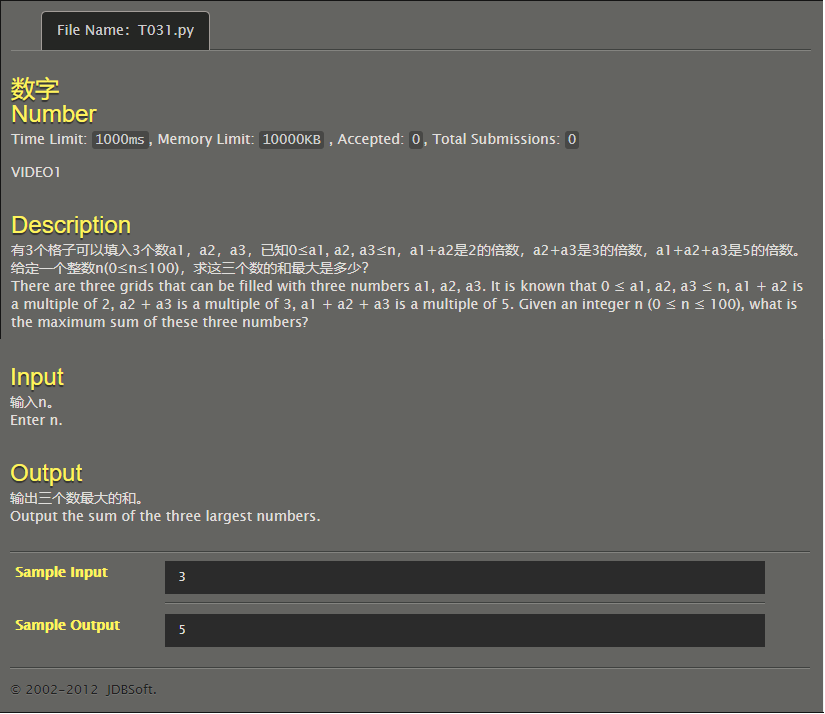 File Name: T031.py
数字
Number
Time Limit: 1000ms, Memory Limit: 10000KB , Accepted: 0, Total Submissions: 0
VIDEO1
Description
有3个格子可以填入3个数a1，a2，a3，已知0≤a1, a2, a3≤n，a1+a2是2的倍数，a2+a3是3的倍数，a1+a2+a3是5的倍数。
给定一个整数n(0≤n≤100)，求这三个数的和最大是多少?
There are three grids that can be filled with three numbers a1, a2, a3. It is known that 0 ≤ a1, a2, a3 ≤ n, a1 + a2 is
a multiple of 2, a2 + a3 is a multiple of 3, a1 + a2 + a3 is a multiple of 5. Given an integer n (0 ≤ n ≤ 100), what is
the maximum sum of these three numbers?
Input
输入n。
Enter n.
Output
输出三个数最大的和。
Output the sum of the three largest numbers.
Sample Input
3
Sample Output
5
© 2002-2012 JDBSoft.